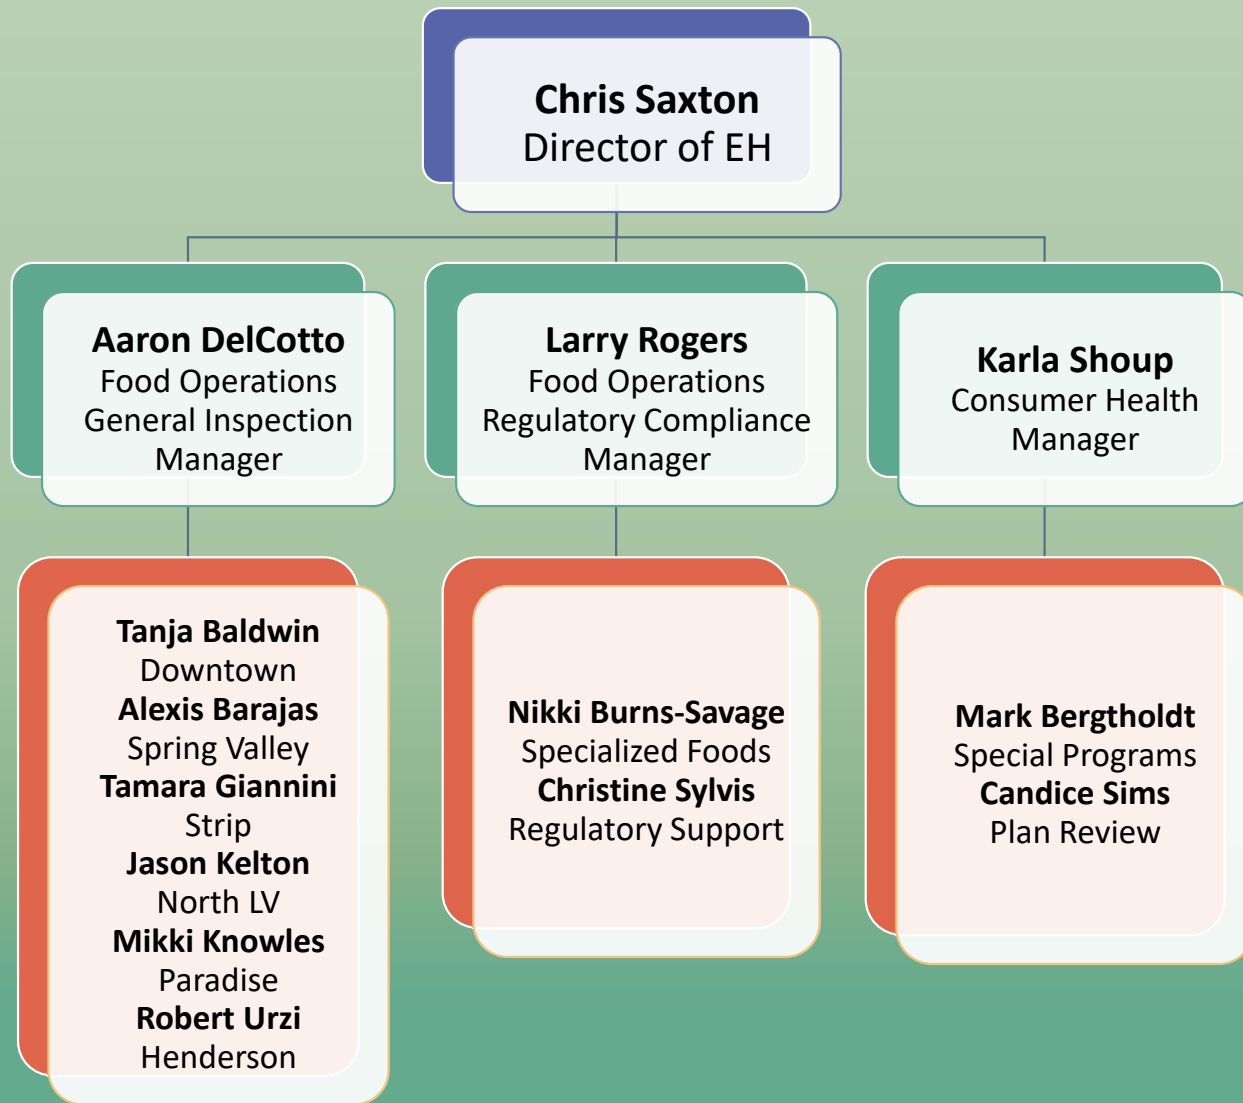 Chris Saxton
Director of EH
Aaron DelCotto
Food Operations
General Inspection
Manager
Larry Rogers
Food Operations
Regulatory Compliance
Manager
Karla Shoup
Consumer Health
Manager
Tanja Baldwin
Downtown
Alexis Barajas
Spring Valley
Tamara Giannini
Strip
Jason Kelton
North LV
Mikki Knowles
Paradise
Robert Urzi
Henderson
Nikki Burns-Savage
Specialized Foods
Christine Sylvis
Regulatory Support
Mark Bergtholdt
Special Programs
Candice Sims
Plan Review